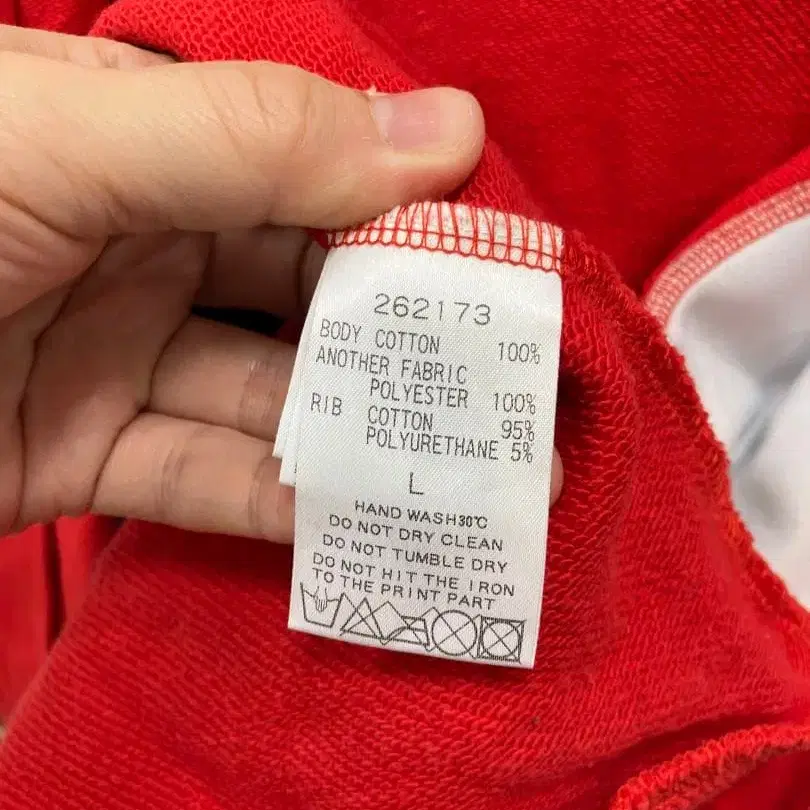 262173
BODY COTTON 100%
ANOTHER FABRIC
POLYESTER 100%
RIB COTTON 95%
POLYURETHANE 5%
L
HAND WASH30℃
DO NOT DRY CLEAN
DO NOT TUMBLE DRY
DO NOT HIT THE IRON
TO THE PRINT PART